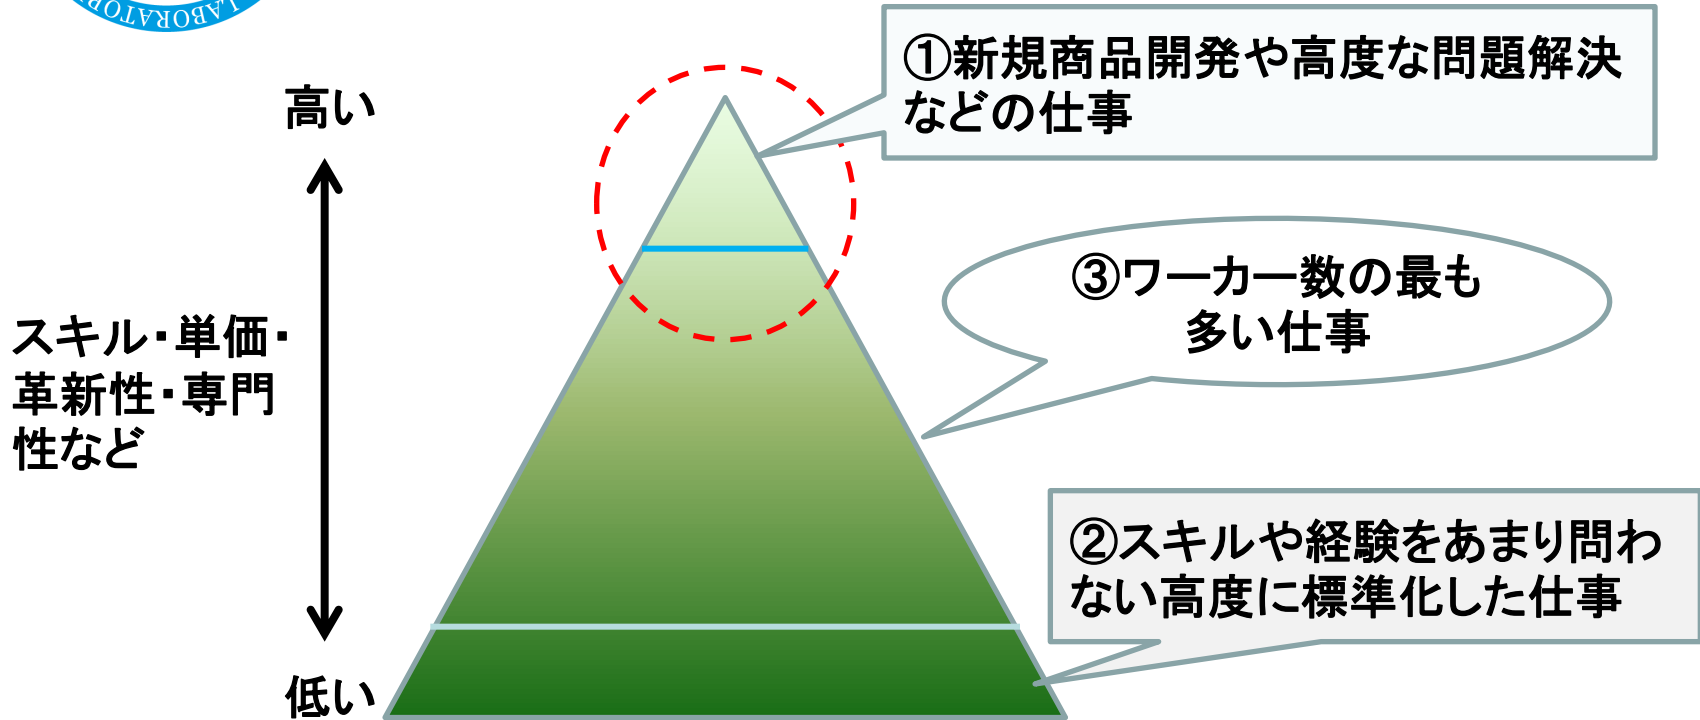 LABORATORY
高い
①新規商品開発や高度な問題解決
などの仕事
③ワーカー数の最も
多い仕事
スキル・単価・
革新性・専門
性など
②スキルや経験をあまり問わ
ない高度に標準化した仕事
低い